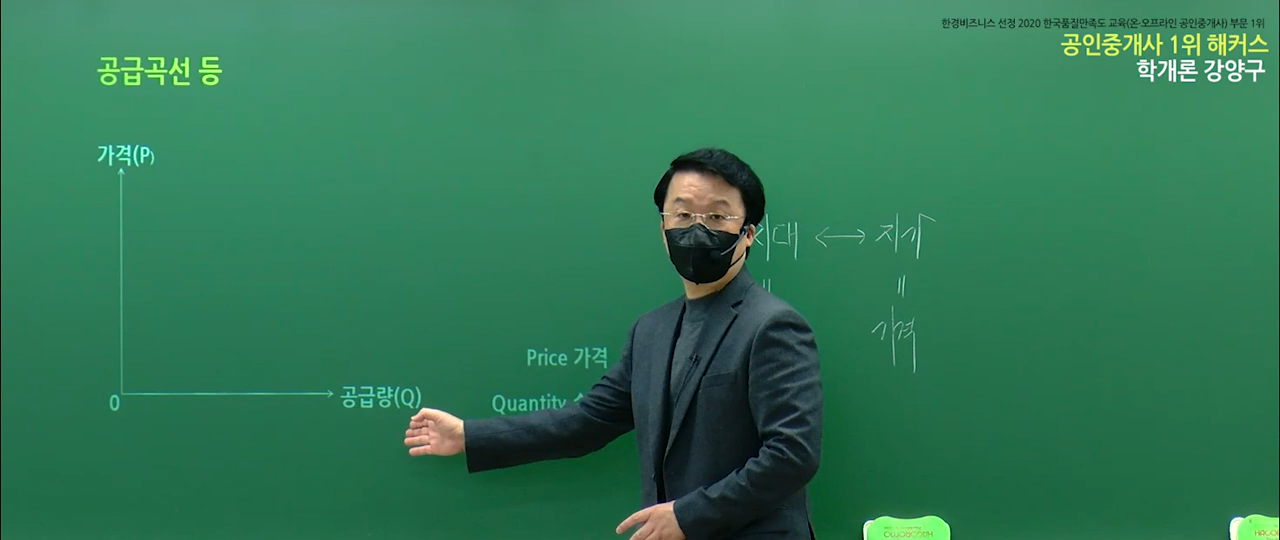 한경비즈니스 선정 2020 한국품질만족도 교육(온·오프라인 공인중개사) 부문 1위
공인중개사 1위 해커스
학개론 강양구
공급곡선 등
가격(P)
지대 ↔ 지가
〃 〃
가격
Price 가격
0 공급량(Q)
Quantity